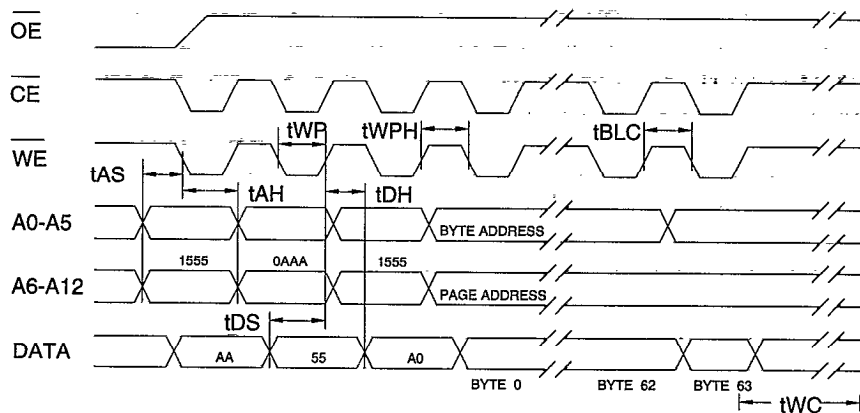 OE
CE
tWP tWPH tBLC
WE
tAS
tAH tDH
A0-A5 BYTE ADDRESS
1555 0AAA 1555
A6-A12 PAGE ADDRESS
tDS
DATA AA 55 A0
BYTE 0 BYTE 62 BYTE 63
tWC